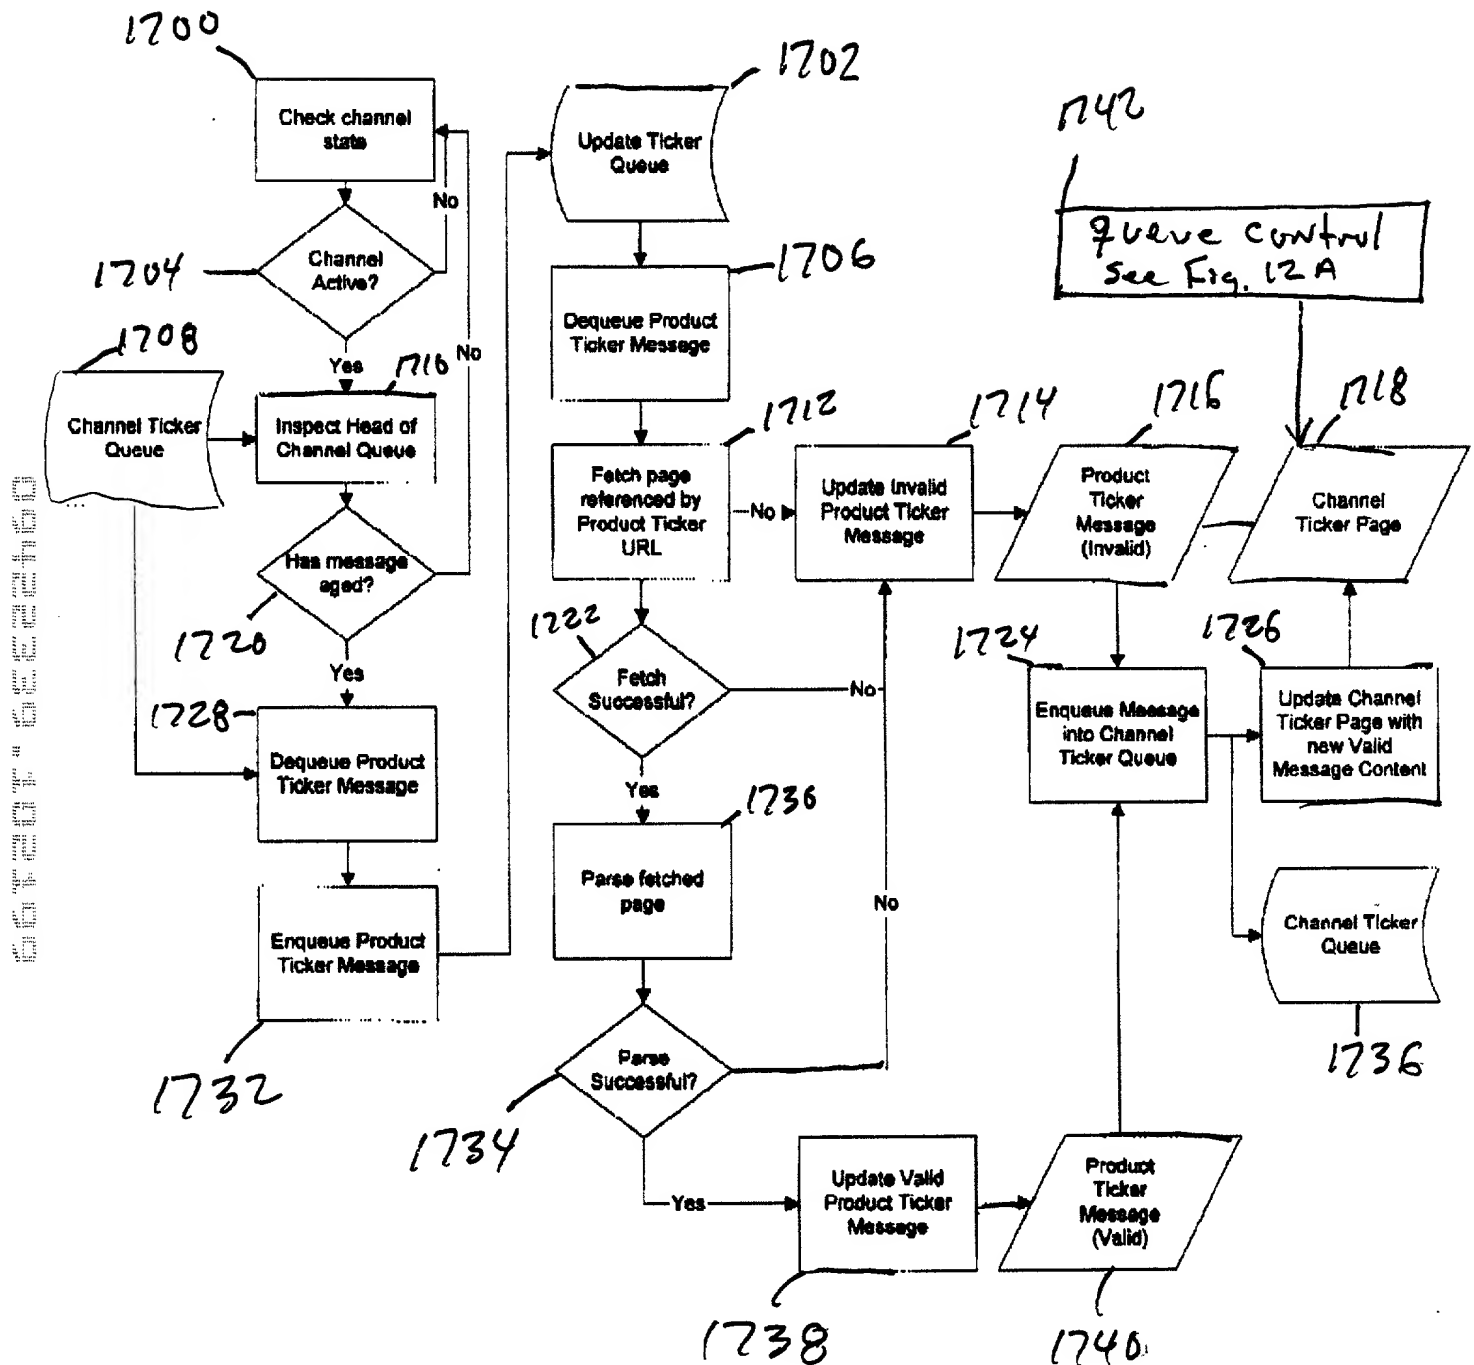 1700
Check channel
state
No
1704
Channel
Active?
Yes
No
1708
Channel Ticker
Queue
1710
Inspect Head of
Channel Queue
Has message
aged?
1720
Yes
1728
Dequeue Product
Ticker Message
Enqueue Product
Ticker Message
1732
1702
Update Ticker
Queue
1706
Dequeue Product
Ticker Message
1712
Fetch page
referenced by
Product Ticker
URL
No
1722
Fetch
Successful?
No
Yes
1730
Parse fetched
page
No
Parse
Successful?
1734
Yes
1714
Update Invalid
Product Ticker
Message
1716
Product
Ticker
Message
(Invalid)
1742
Queue control
See Fig. 12A
1718
Channel
Ticker Page
1724
Enqueue Message
into Channel
Ticker Queue
1726
Update Channel
Ticker Page with
new Valid
Message Content
Channel Ticker
Queue
1736
Update Valid
Product Ticker
Message
1738
Product
Ticker
Message
(Valid)
1740